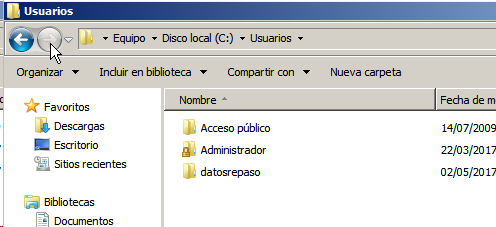 Usuarios
Equipo Disco local (C:) Usuarios
Organizar Incluir en biblioteca Compartir con Nueva carpeta
Favoritos
Descargas
Escritorio
Sitios recientes
Bibliotecas
Documentos
Nombre Fecha de m
Acceso público 14/07/2009
Administrador 22/03/2017
datosrepaso 02/05/2017